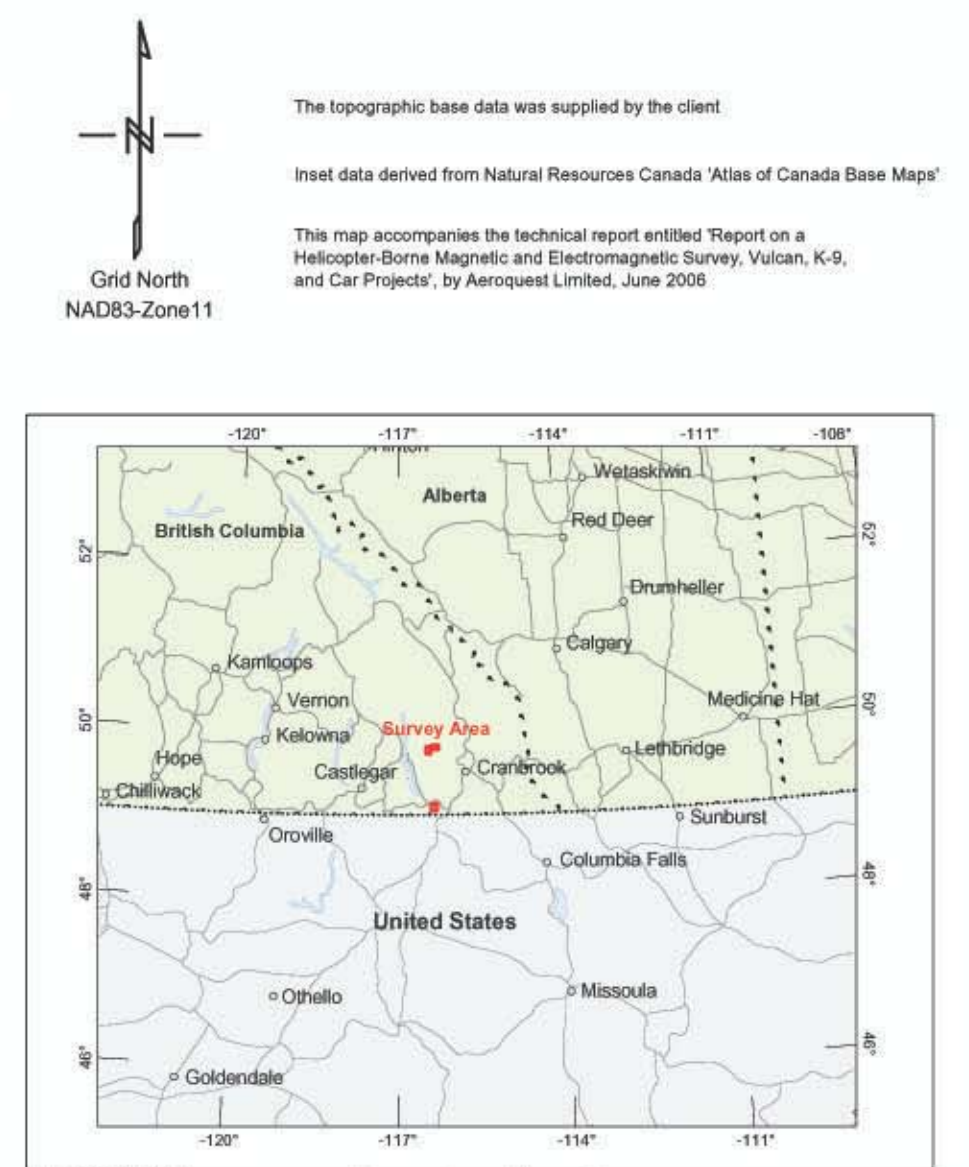 N
Grid North
NAD83-Zone11
The topographic base data was supplied by the client
Inset data derived from Natural Resources Canada 'Atlas of Canada Base Maps'
This map accompanies the technical report entitled 'Report on a
Helicopter-Borne Magnetic and Electromagnetic Survey, Vulcan, K-9,
and Car Projects', by Aeroquest Limited, June 2006
-120° -117° -114° -111° -108°
Wetaskiwin
Alberta
Red Deer
British Columbia
52° 52°
Drumheller
Calgary
Kamloops
Vernon
Medicine Hat
50° 50°
Survey Area
Kelowna
Lethbridge
Hope
Castlegar
Cranbrook
Chilliwack
Sunburst
Oroville
Columbia Falls
48° 48°
United States
Othello
Missoula
46° 46°
Goldendale
-120° -117° -114° -111°